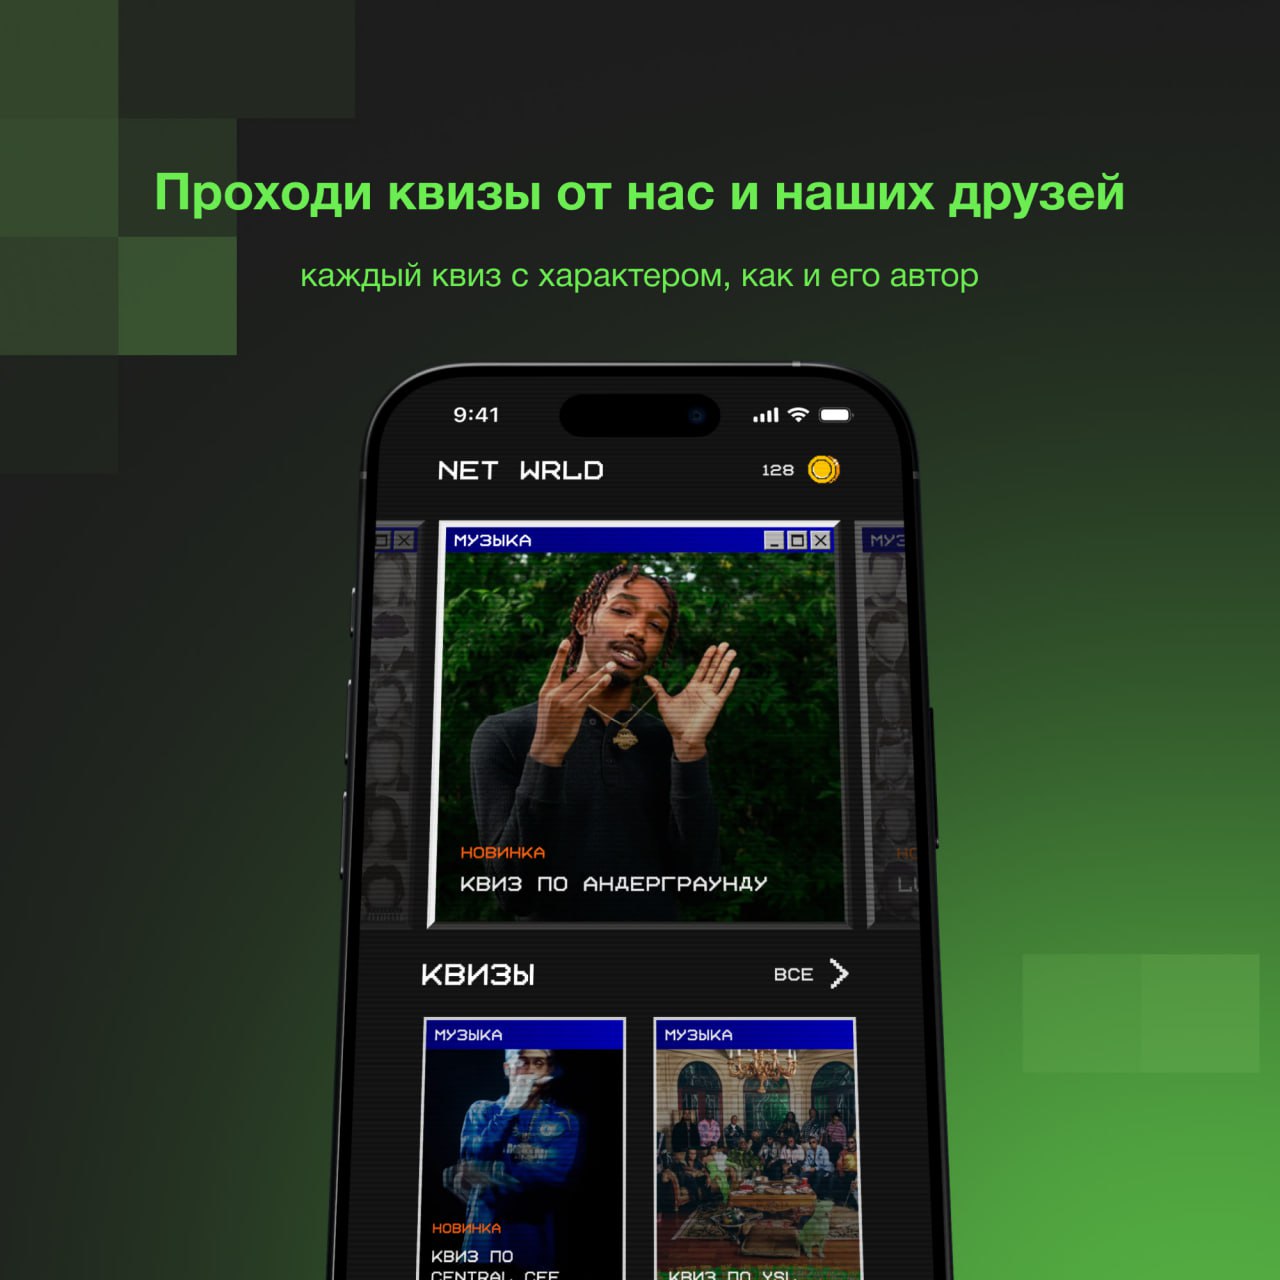 Проходи квизы от нас и наших друзей
каждый квиз с характером, как и его автор
9:41
NET WRLD
128
МУЗЫКА
НОВИНКА
КВИЗ ПО АНДЕРГРАУНДУ
КВИЗЫ
ВСЕ
МУЗЫКА
МУЗЫКА
НОВИНКА
КВИЗ ПО
CENTRAL CEE
КВИЗ ПО YSL